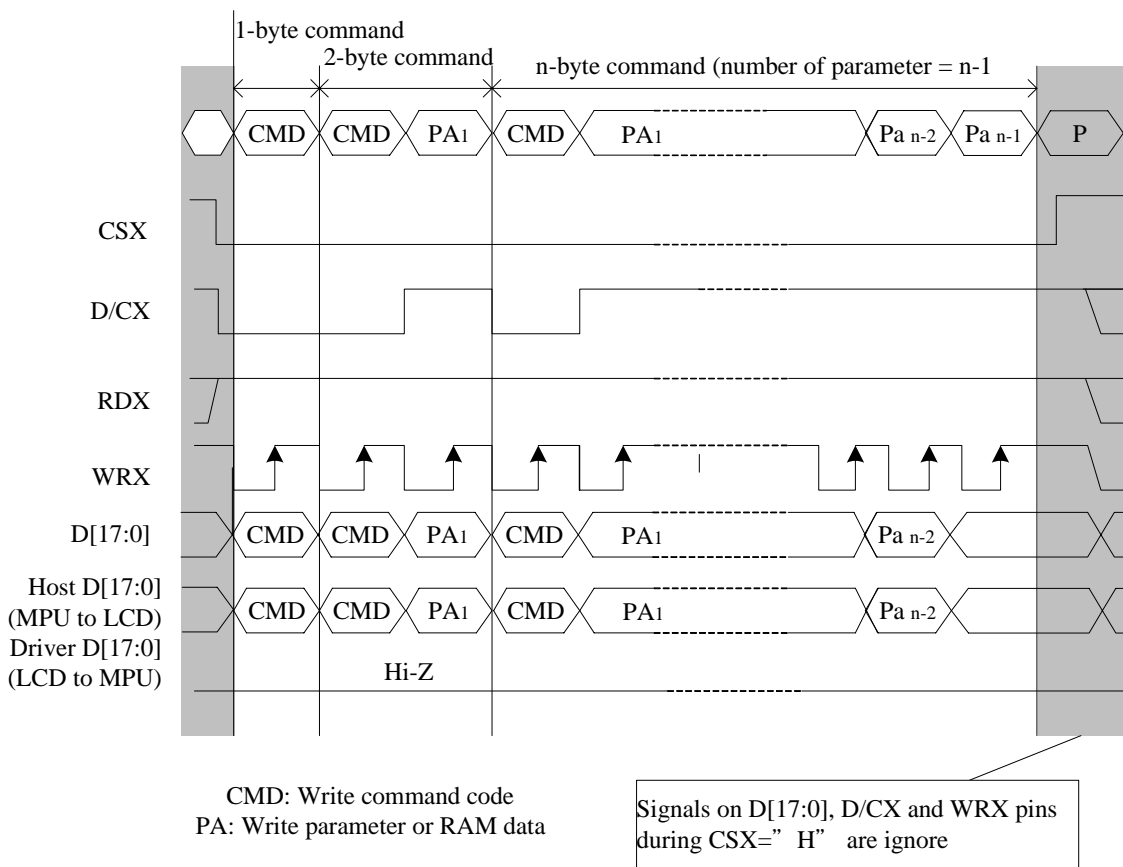 1-byte command
2-byte command
n-byte command (number of parameter = n-1
CMD CMD PA1 CMD PA1 Pa n-2 Pa n-1 P
CSX
D/CX
RDX
WRX
D[17:0] CMD CMD PA1 CMD PA1 Pa n-2
Host D[17:0]
(MPU to LCD) CMD CMD PA1 CMD PA1 Pa n-2
Driver D[17:0]
(LCD to MPU) Hi-Z
CMD: Write command code
PA: Write parameter or RAM data
Signals on D[17:0], D/CX and WRX pins
during CSX=” H” are ignore